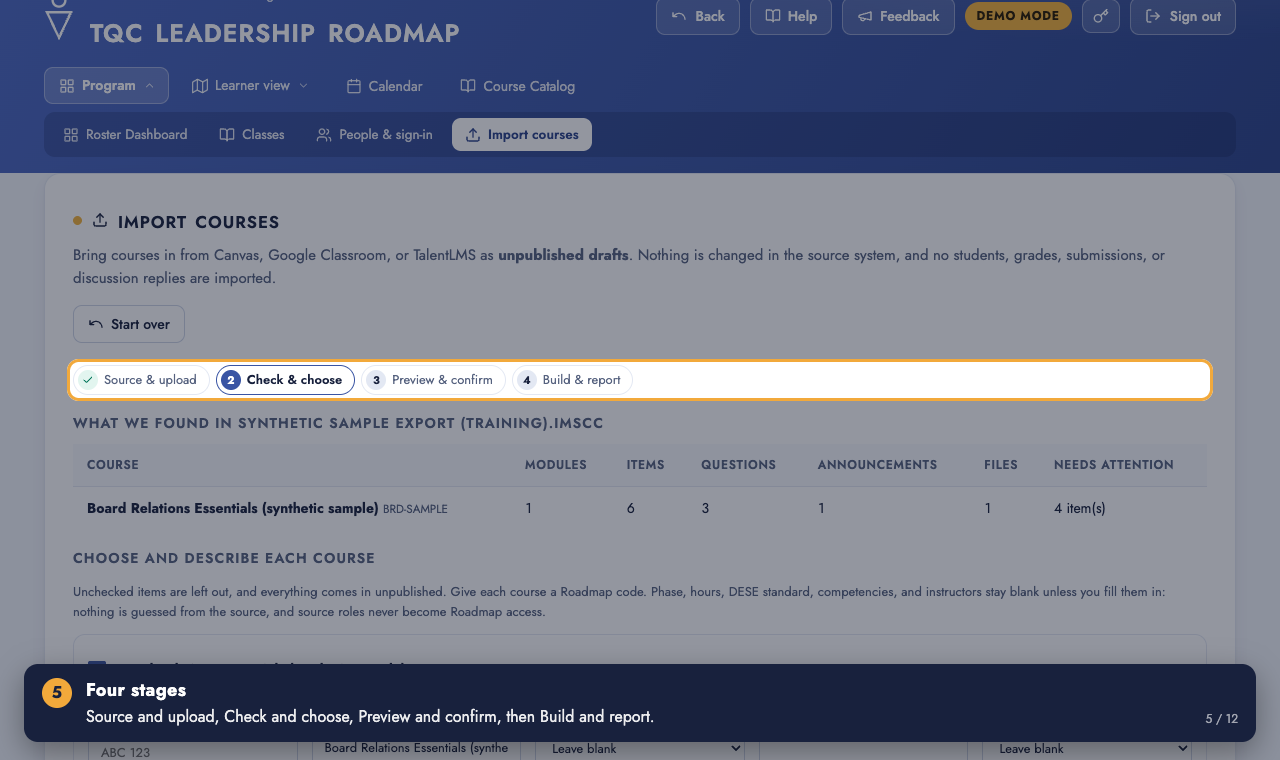 TQC LEADERSHIP ROADMAP
Back
Help
Feedback
DEMO MODE
Sign out
Program
Learner view
Calendar
Course Catalog
Roster Dashboard
Classes
People & sign-in
Import courses
IMPORT COURSES
Bring courses in from Canvas, Google Classroom, or TalentLMS as unpublished drafts. Nothing is changed in the source system, and no students, grades, submissions, or
discussion replies are imported.
Start over
Source & upload
2 Check & choose
3 Preview & confirm
4 Build & report
WHAT WE FOUND IN SYNTHETIC SAMPLE EXPORT (TRAINING).IMSCC
COURSE MODULES ITEMS QUESTIONS ANNOUNCEMENTS FILES NEEDS ATTENTION
Board Relations Essentials (synthetic sample) BRD-SAMPLE 1 6 3 1 1 4 item(s)
CHOOSE AND DESCRIBE EACH COURSE
Unchecked items are left out, and everything comes in unpublished. Give each course a Roadmap code. Phase, hours, DESE standard, competencies, and instructors stay blank unless you fill them in:
nothing is guessed from the source, and source roles never become Roadmap access.
5 Four stages
Source and upload, Check and choose, Preview and confirm, then Build and report.
5 / 12
ABC 123
Board Relations Essentials (synthe
Leave blank
Leave blank